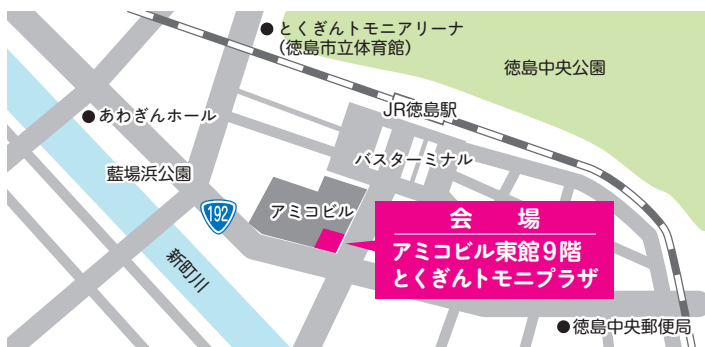 とくぎんトモニアリーナ
(徳島市立体育館)
徳島中央公園
JR徳島駅
あわぎんホール
バスターミナル
藍場浜公園
アミコビル
192
会 場
アミコビル東館9階
とくぎんトモニプラザ
新町川
徳島中央郵便局